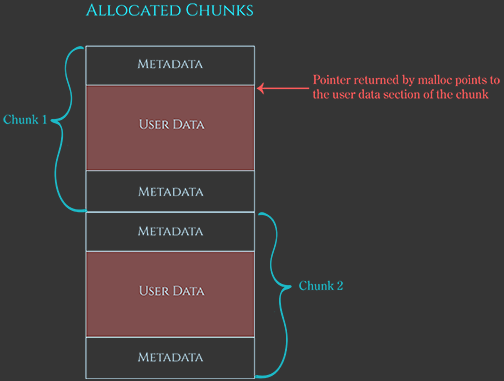 Allocated Chunks
Metadata
Pointer returned by malloc points to
the user data section of the chunk
Chunk 1
User Data
Metadata
Metadata
User Data
Chunk 2
Metadata